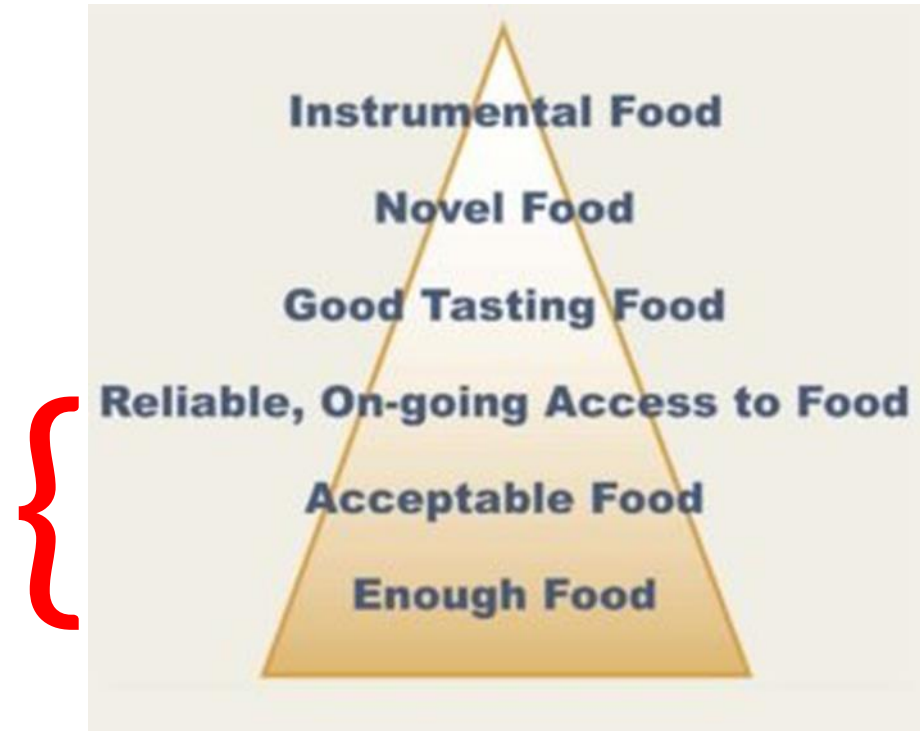 Instrumental Food
Novel Food
Good Tasting Food
Reliable, On-going Access to Food
Acceptable Food
Enough Food